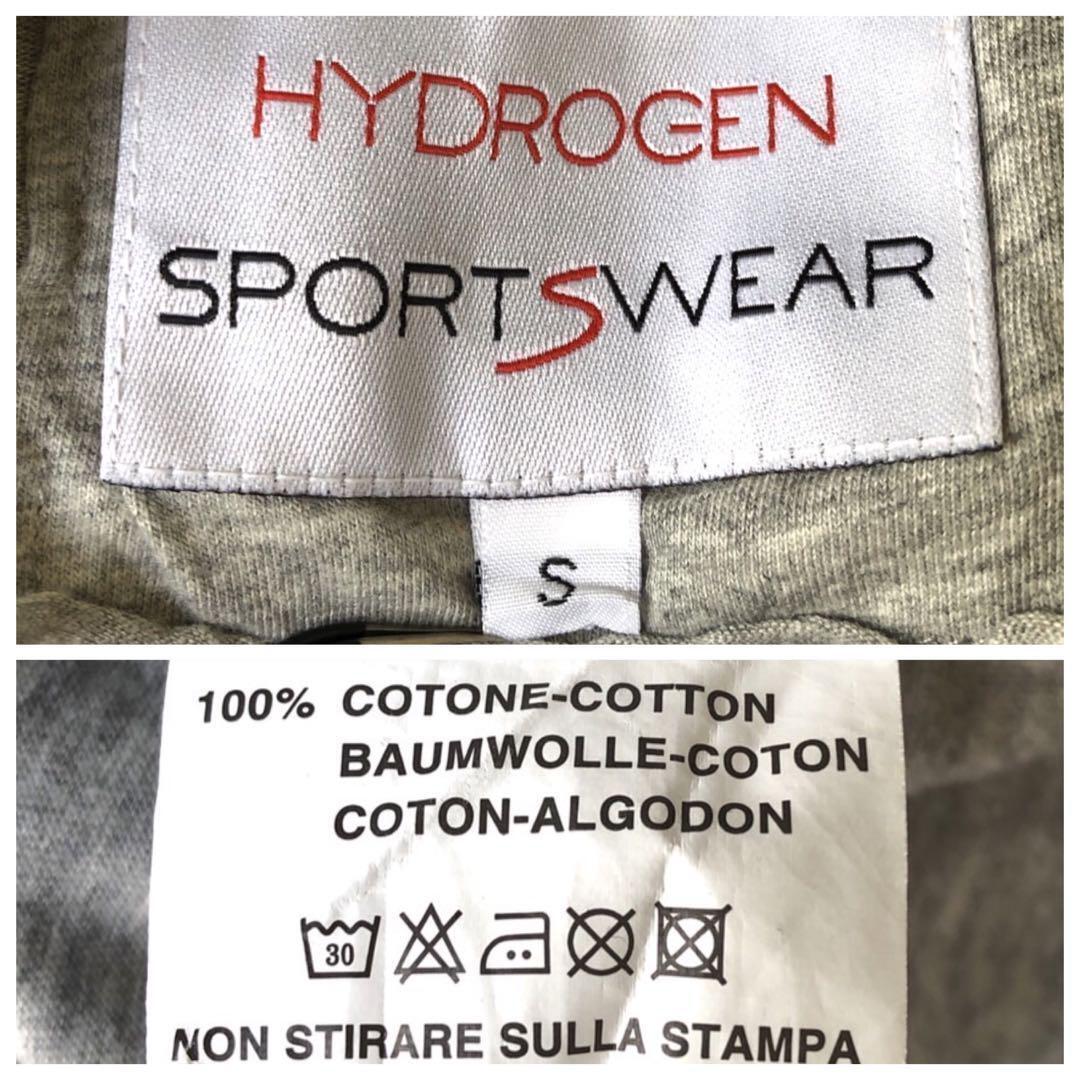 HYDROGEN
SPORTSWEAR
S
100% COTONE-COTTON
BAUMWOLLE-COTON
COTON-ALGODON
30
NON STIRARE SULLA STAMPA